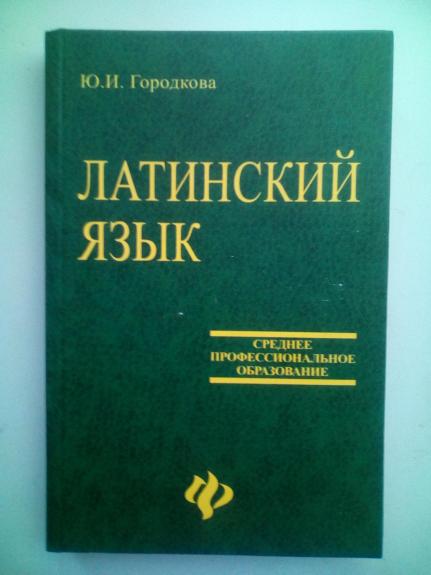 Ю.И. Городкова
ЛАТИНСКИЙ
ЯЗЫК
СРЕДНЕЕ
ПРОФЕССИОНАЛЬНОЕ
ОБРАЗОВАНИЕ